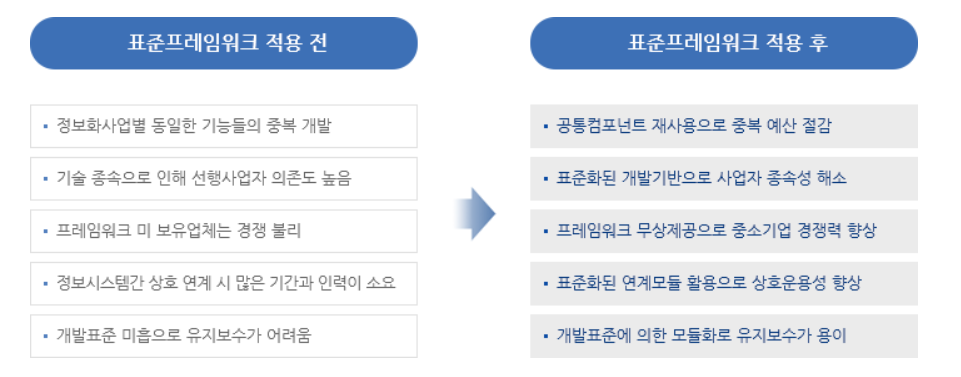 표준프레임워크 적용 전
▪ 정보화사업별 동일한 기능들의 중복 개발
▪ 기술 종속으로 인해 선행사업자 의존도 높음
▪ 프레임워크 미 보유업체는 경쟁 불리
▪ 정보시스템간 상호 연계 시 많은 기간과 인력이 소요
▪ 개발표준 미흡으로 유지보수가 어려움
표준프레임워크 적용 후
▪ 공통컴포넌트 재사용으로 중복 예산 절감
▪ 표준화된 개발기반으로 사업자 종속성 해소
▪ 프레임워크 무상제공으로 중소기업 경쟁력 향상
▪ 표준화된 연계모듈 활용으로 상호운용성 향상
▪ 개발표준에 의한 모듈화로 유지보수가 용이